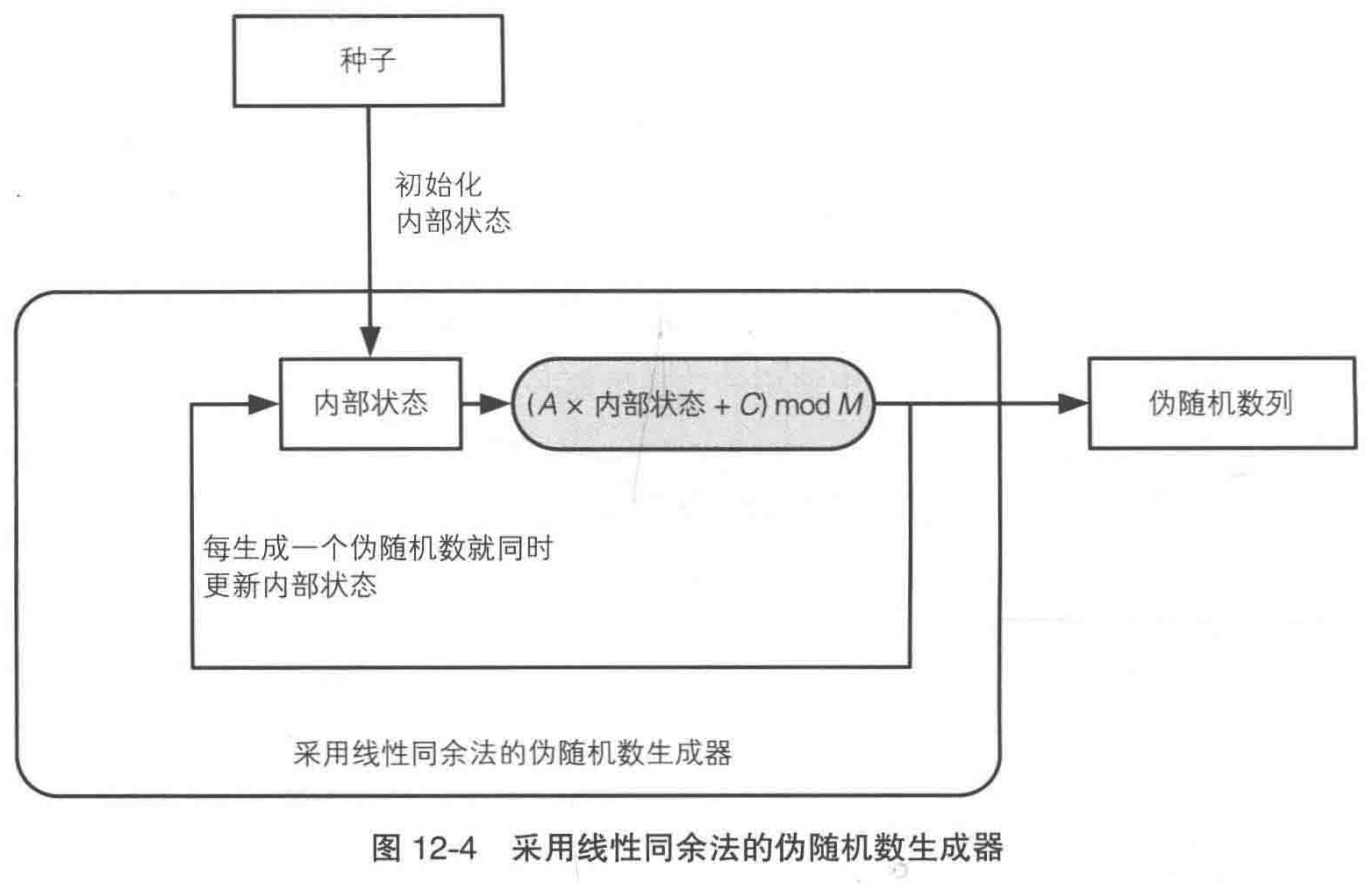 种子
初始化
内部状态
内部状态
(A × 内部状态 + C) mod M
伪随机数列
每生成一个伪随机数就同时
更新内部状态
采用线性同余法的伪随机数生成器
图 12-4 采用线性同余法的伪随机数生成器